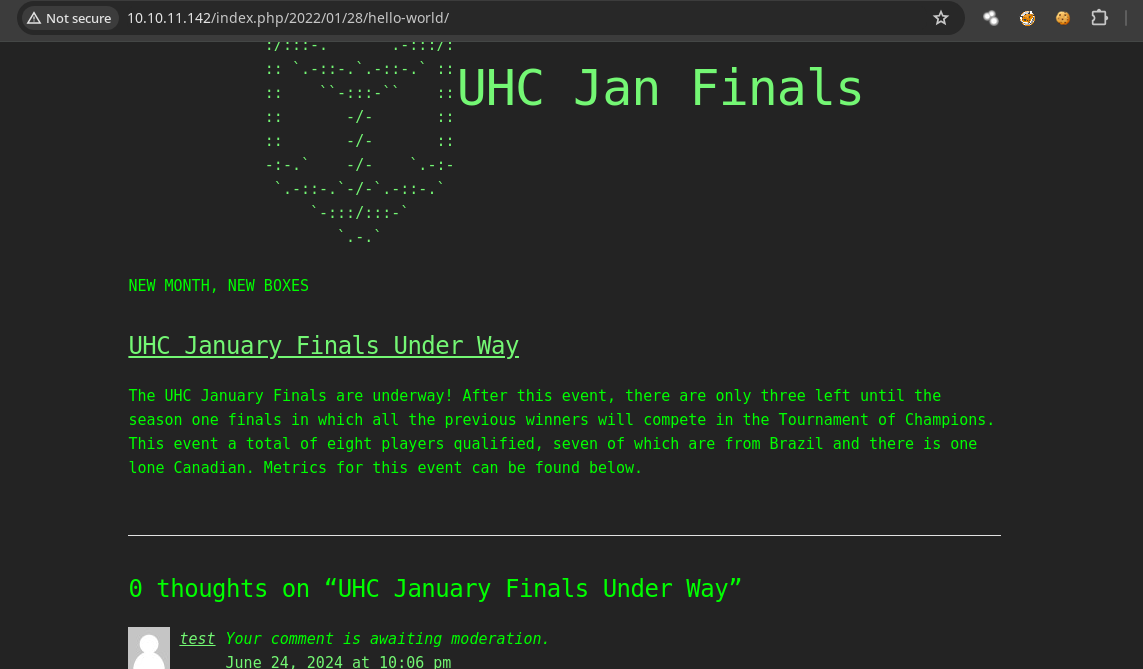 Not secure 10.10.11.142/index.php/2022/01/28/hello-world/
:/:::-.       .-:::/:
:: `.-::-.`.-::-.` ::
::    ``-:::-``    ::
::       -/-       ::
::       -/-       ::
-:-.`    -/-    `.-:-
`.-::-.`-/-`.-::-.`
`-:::/:::-`
`.-.`
UHC Jan Finals
NEW MONTH, NEW BOXES
UHC January Finals Under Way
The UHC January Finals are underway! After this event, there are only three left until the
season one finals in which all the previous winners will compete in the Tournament of Champions.
This event a total of eight players qualified, seven of which are from Brazil and there is one
lone Canadian. Metrics for this event can be found below.
0 thoughts on “UHC January Finals Under Way”
test Your comment is awaiting moderation.
June 24, 2024 at 10:06 pm